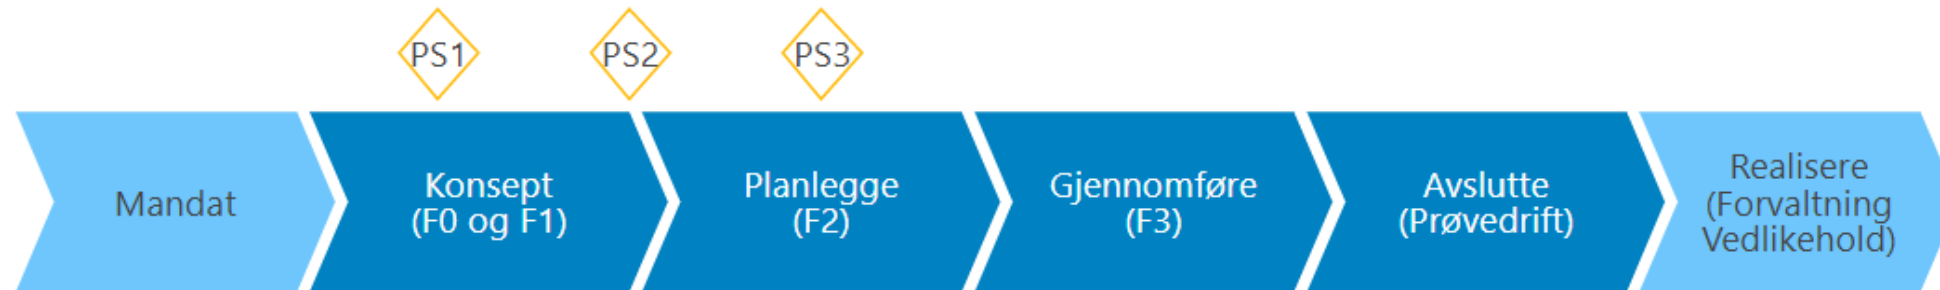 PS1
PS2
PS3
Mandat
Konsept
(F0 og F1)
Planlegge
(F2)
Gjennomføre
(F3)
Avslutte
(Prøvedrift)
Realisere
(Forvaltning
Vedlikehold)